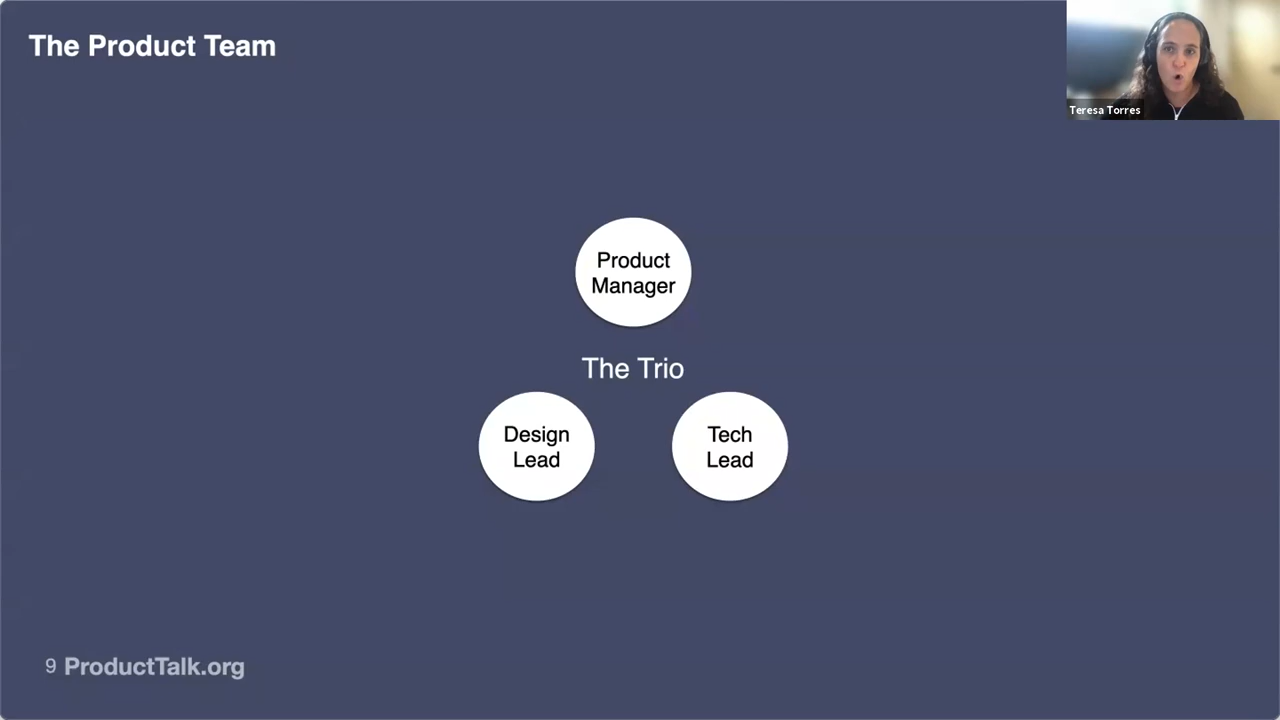 The Product Team
Teresa Torres
Product
Manager
The Trio
Design
Lead
Tech
Lead
9 ProductTalk.org